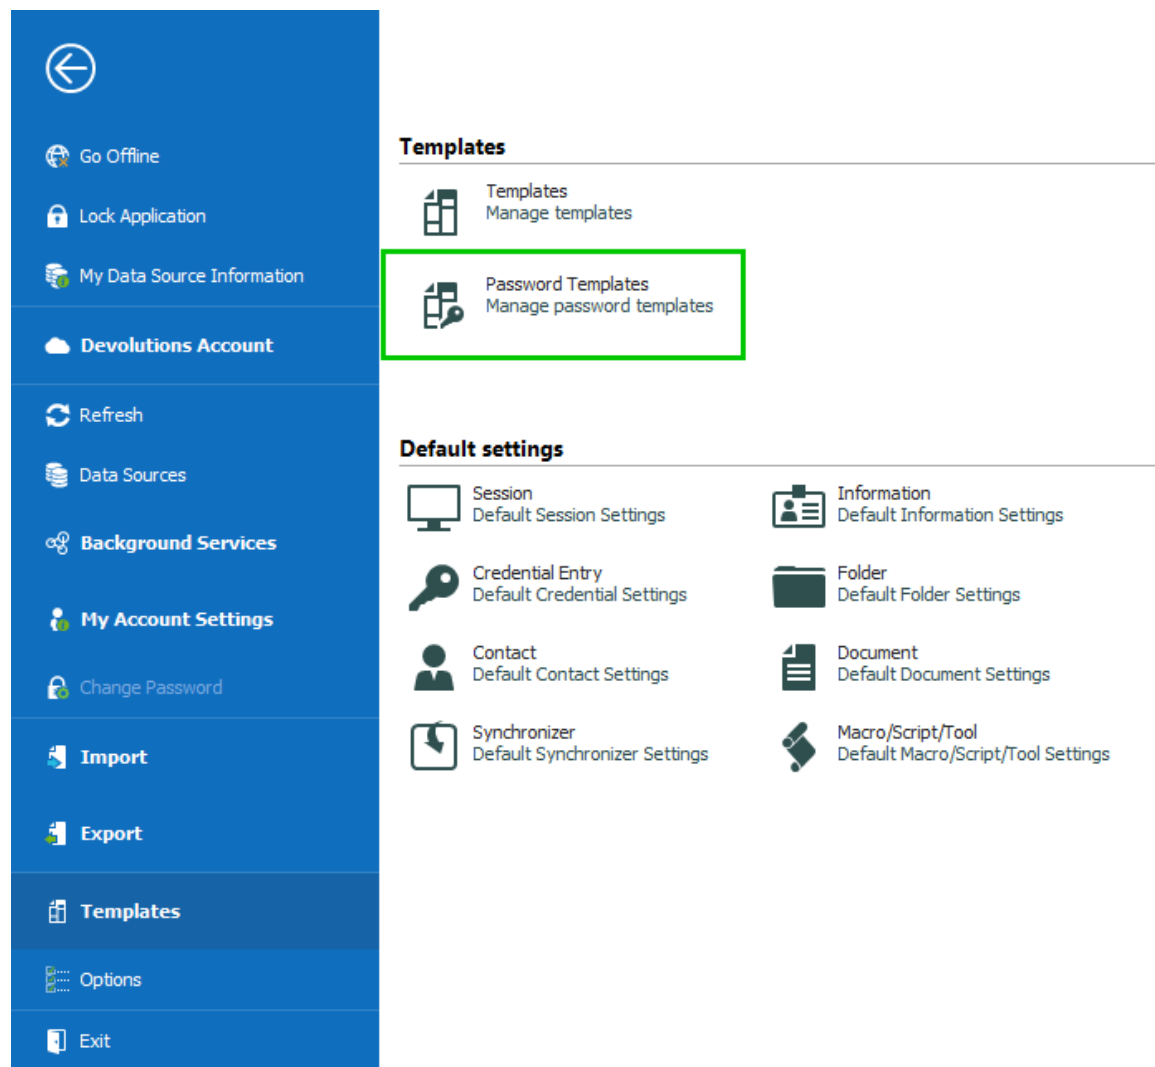 Go Offline
Lock Application
My Data Source Information
Devolutions Account
Refresh
Data Sources
Background Services
My Account Settings
Change Password
Import
Export
Templates
Options
Exit
Templates
Templates
Manage templates
Password Templates
Manage password templates
Default settings
Session
Default Session Settings
Information
Default Information Settings
Credential Entry
Default Credential Settings
Folder
Default Folder Settings
Contact
Default Contact Settings
Document
Default Document Settings
Synchronizer
Default Synchronizer Settings
Macro/Script/Tool
Default Macro/Script/Tool Settings